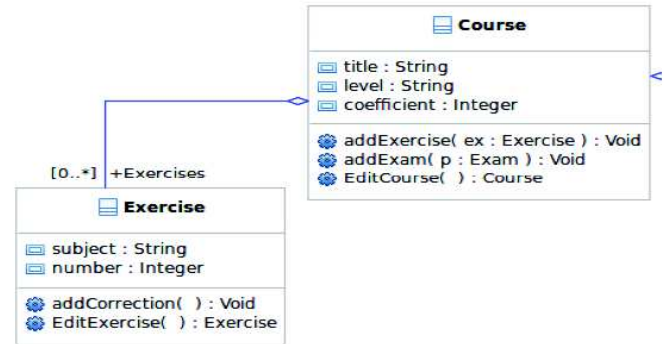 Course
title : String
level : String
coefficient : Integer
addExercise( ex : Exercise ) : Void
addExam( p : Exam ) : Void
EditCourse( ) : Course
[0..*] +Exercises
Exercise
subject : String
number : Integer
addCorrection( ) : Void
EditExercise( ) : Exercise